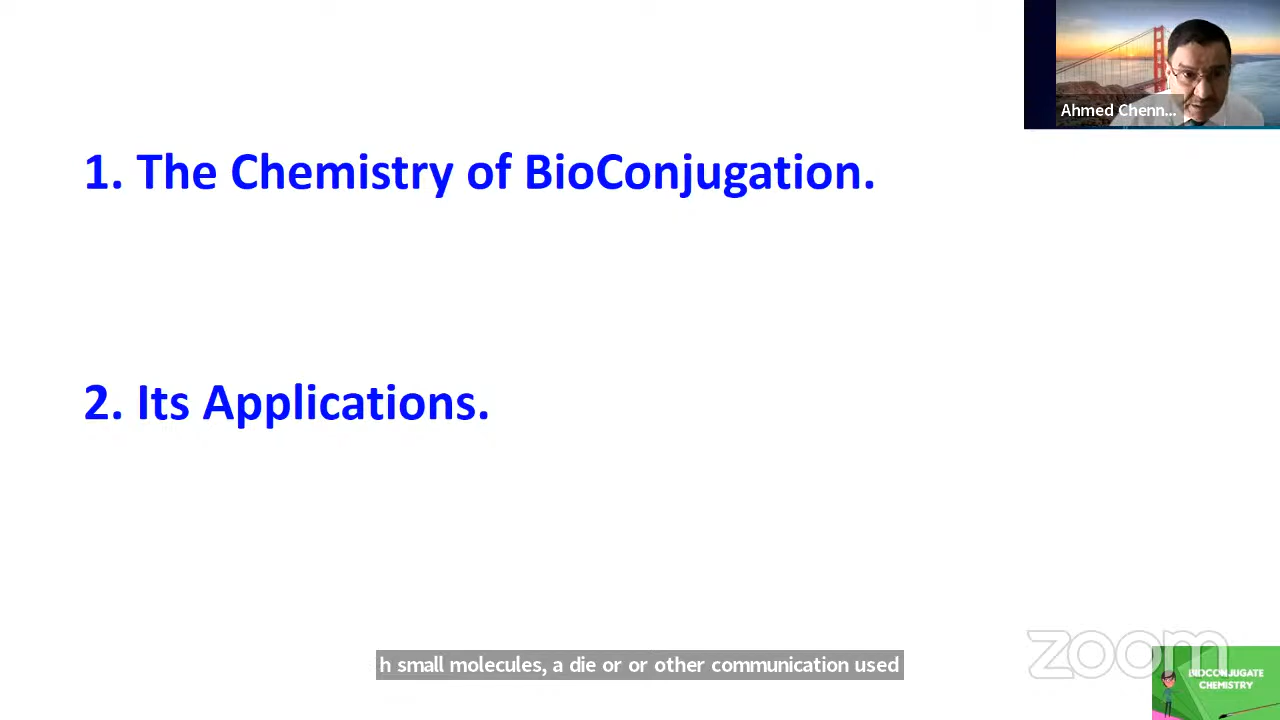 Ahmed Chenn...
1. The Chemistry of BioConjugation.
2. Its Applications.
h small molecules, a die or or other communication used
zoom
BIOCONJUGATE
CHEMISTRY